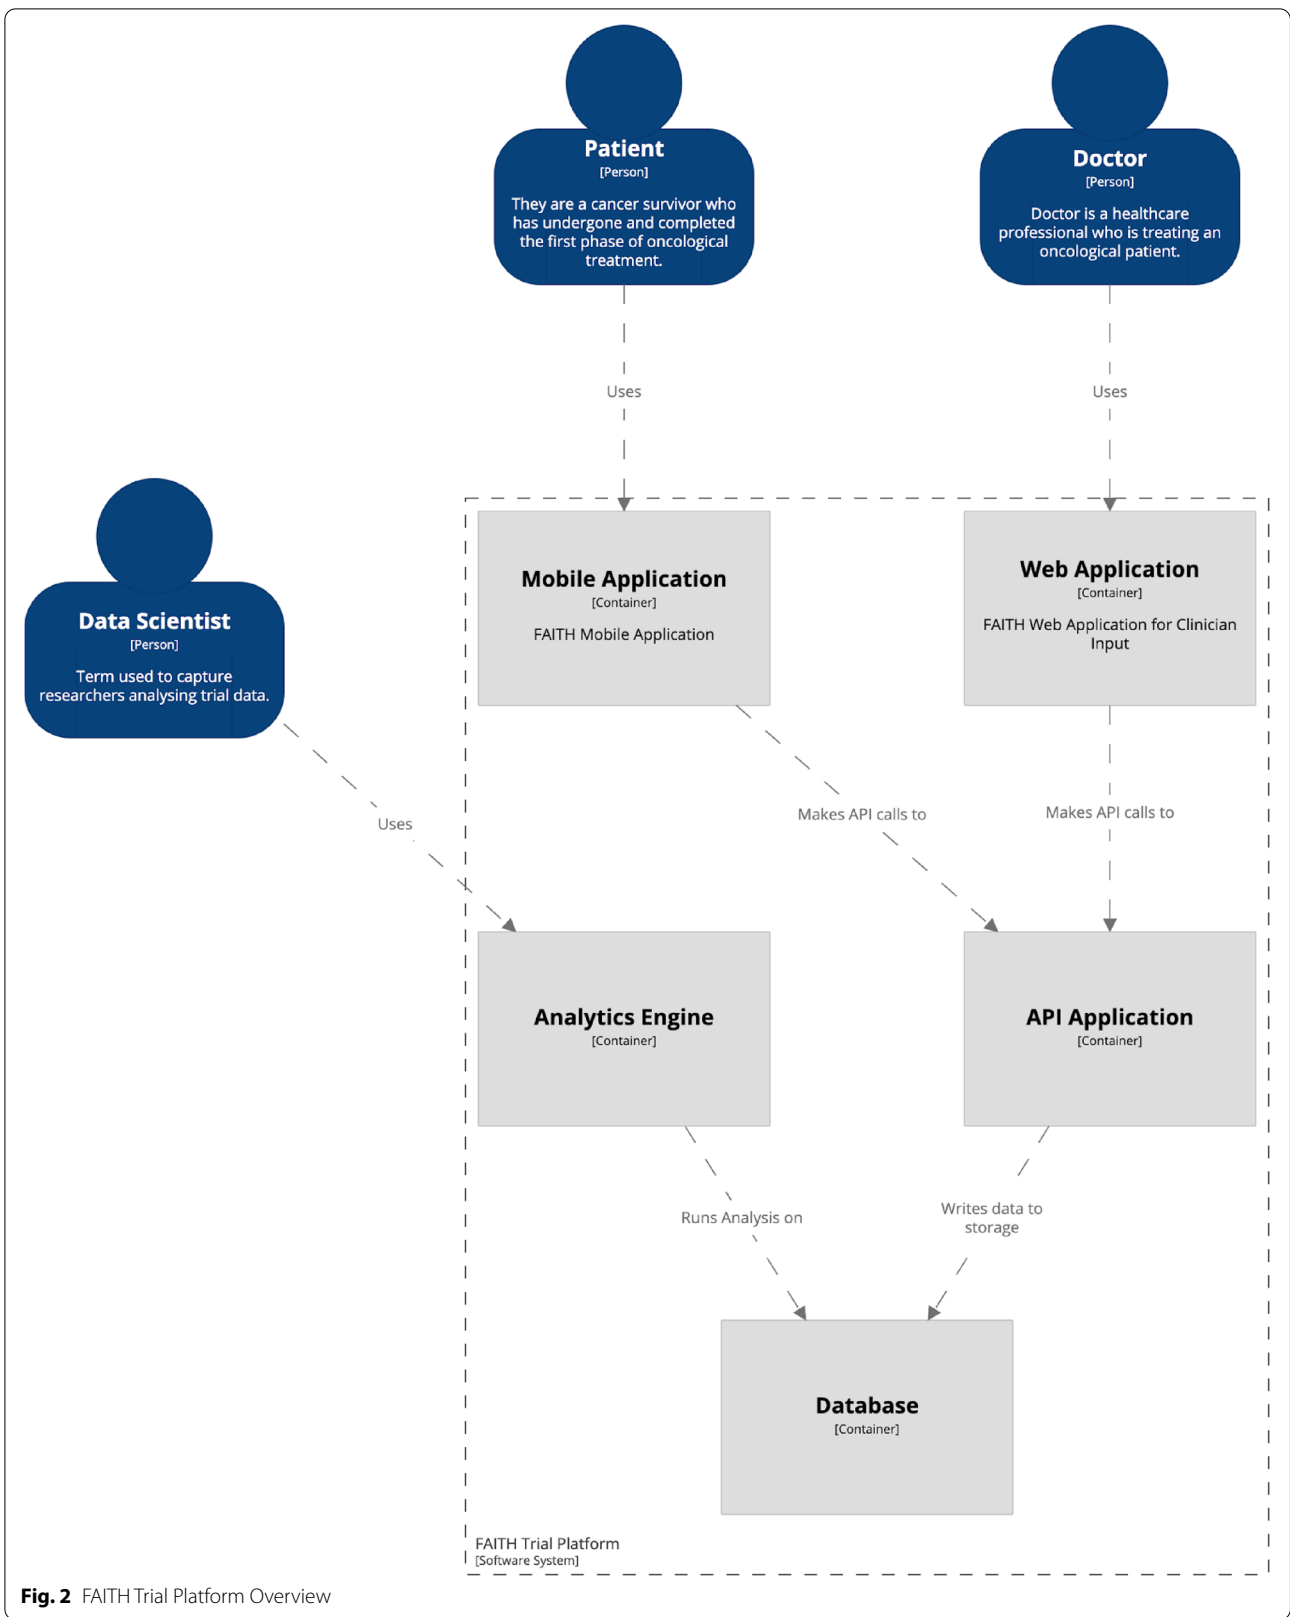 Patient
[Person]
They are a cancer survivor who
has undergone and completed
the first phase of oncological
treatment.
Doctor
[Person]
Doctor is a healthcare
professional who is treating an
oncological patient.
Uses
Uses
Data Scientist
[Person]
Term used to capture
researchers analysing trial data.
Mobile Application
[Container]
FAITH Mobile Application
Web Application
[Container]
FAITH Web Application for Clinician
Input
Uses
Makes API calls to
Makes API calls to
Analytics Engine
[Container]
API Application
[Container]
Runs Analysis on
Writes data to
storage
Database
[Container]
FAITH Trial Platform
[Software System]
Fig. 2 FAITH Trial Platform Overview